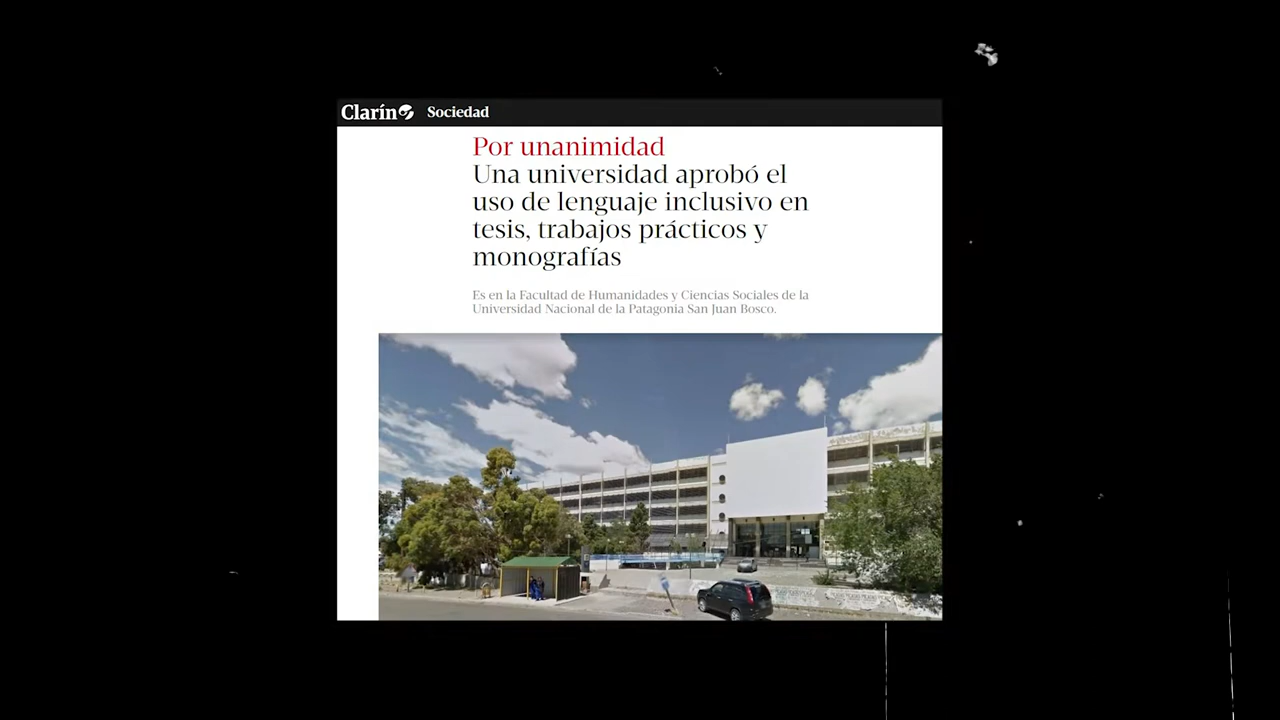 Clarín Sociedad
Por unanimidad
Una universidad aprobó el
uso de lenguaje inclusivo en
tesis, trabajos prácticos y
monografías
Es en la Facultad de Humanidades y Ciencias Sociales de la
Universidad Nacional de la Patagonia San Juan Bosco.